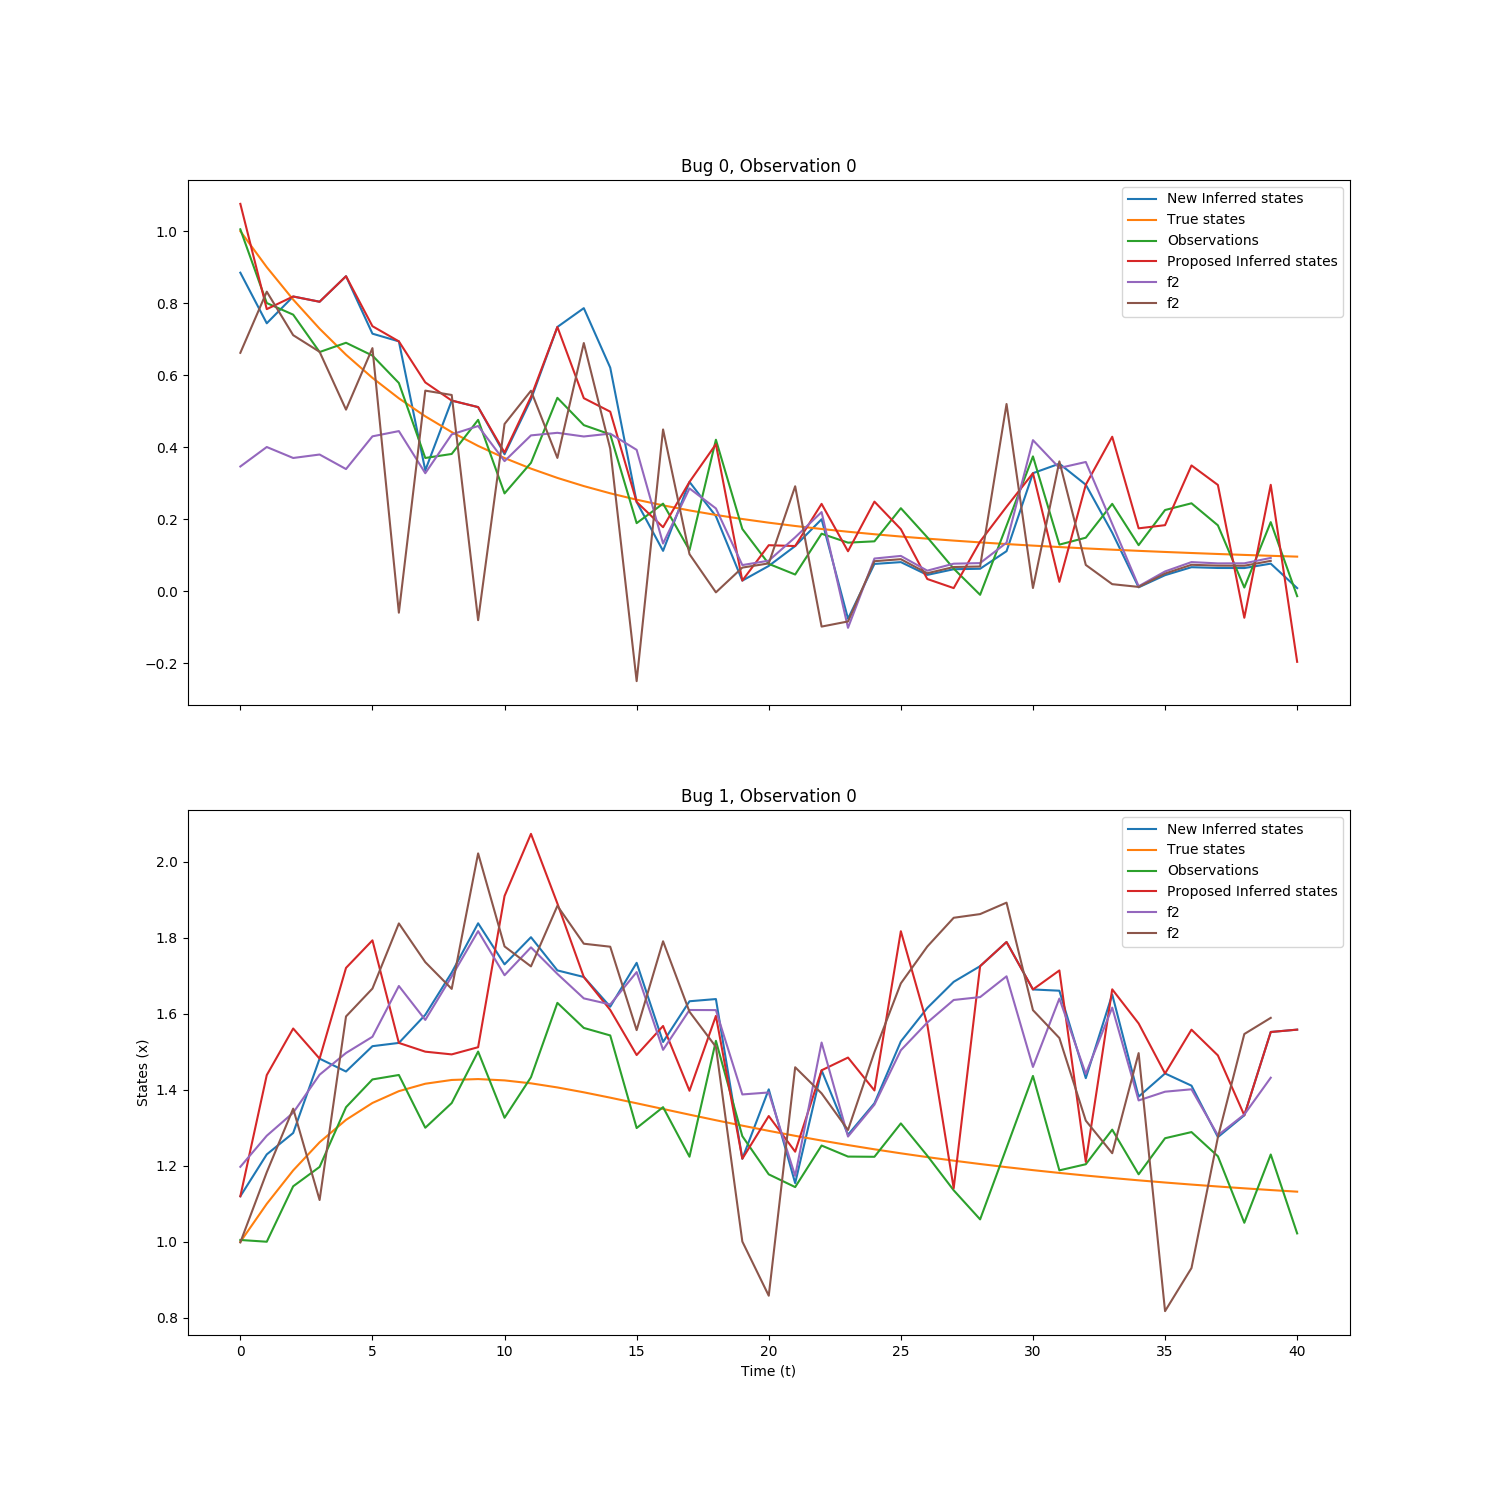 Bug 0, Observation 0
New Inferred states
True states
Observations
Proposed Inferred states
f2
f2
1.0
0.8
0.6
0.4
0.2
0.0
−0.2
Bug 1, Observation 0
New Inferred states
True states
Observations
Proposed Inferred states
f2
f2
States (x)
2.0
1.8
1.6
1.4
1.2
1.0
0.8
0 5 10 15 20 25 30 35 40
Time (t)